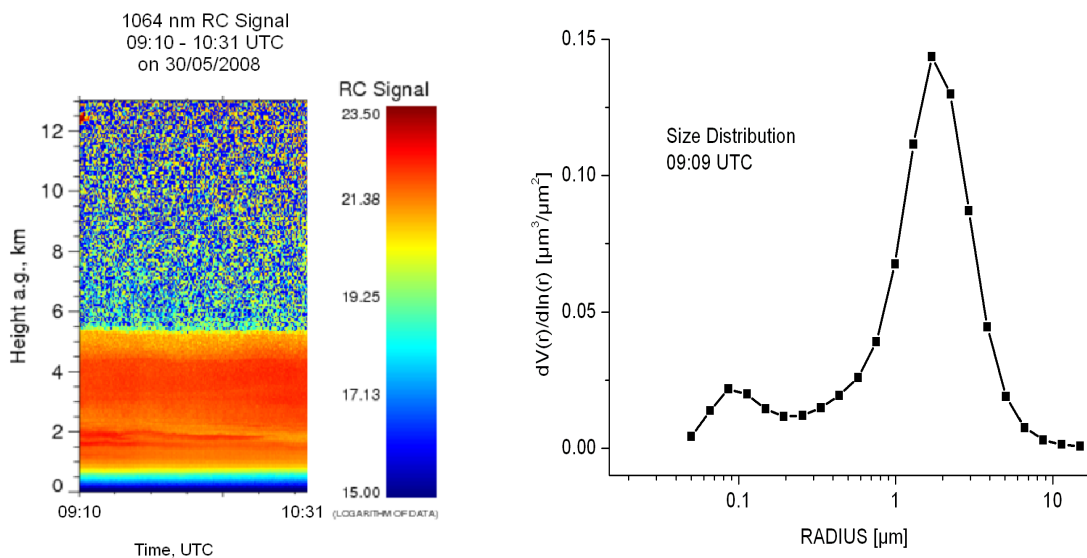 1064 nm RC Signal
09:10 - 10:31 UTC
on 30/05/2008
RC Signal
23.50
21.38
19.25
17.13
15.00
(LOGARITHM OF DATA)
Height a.g., km
12
10
8
6
4
2
0
09:10
10:31
Time, UTC
dV(r)/dln(r) [µm³/µm²]
0.15
0.10
0.05
0.00
Size Distribution
09:09 UTC
0.1
1
10
RADIUS [µm]